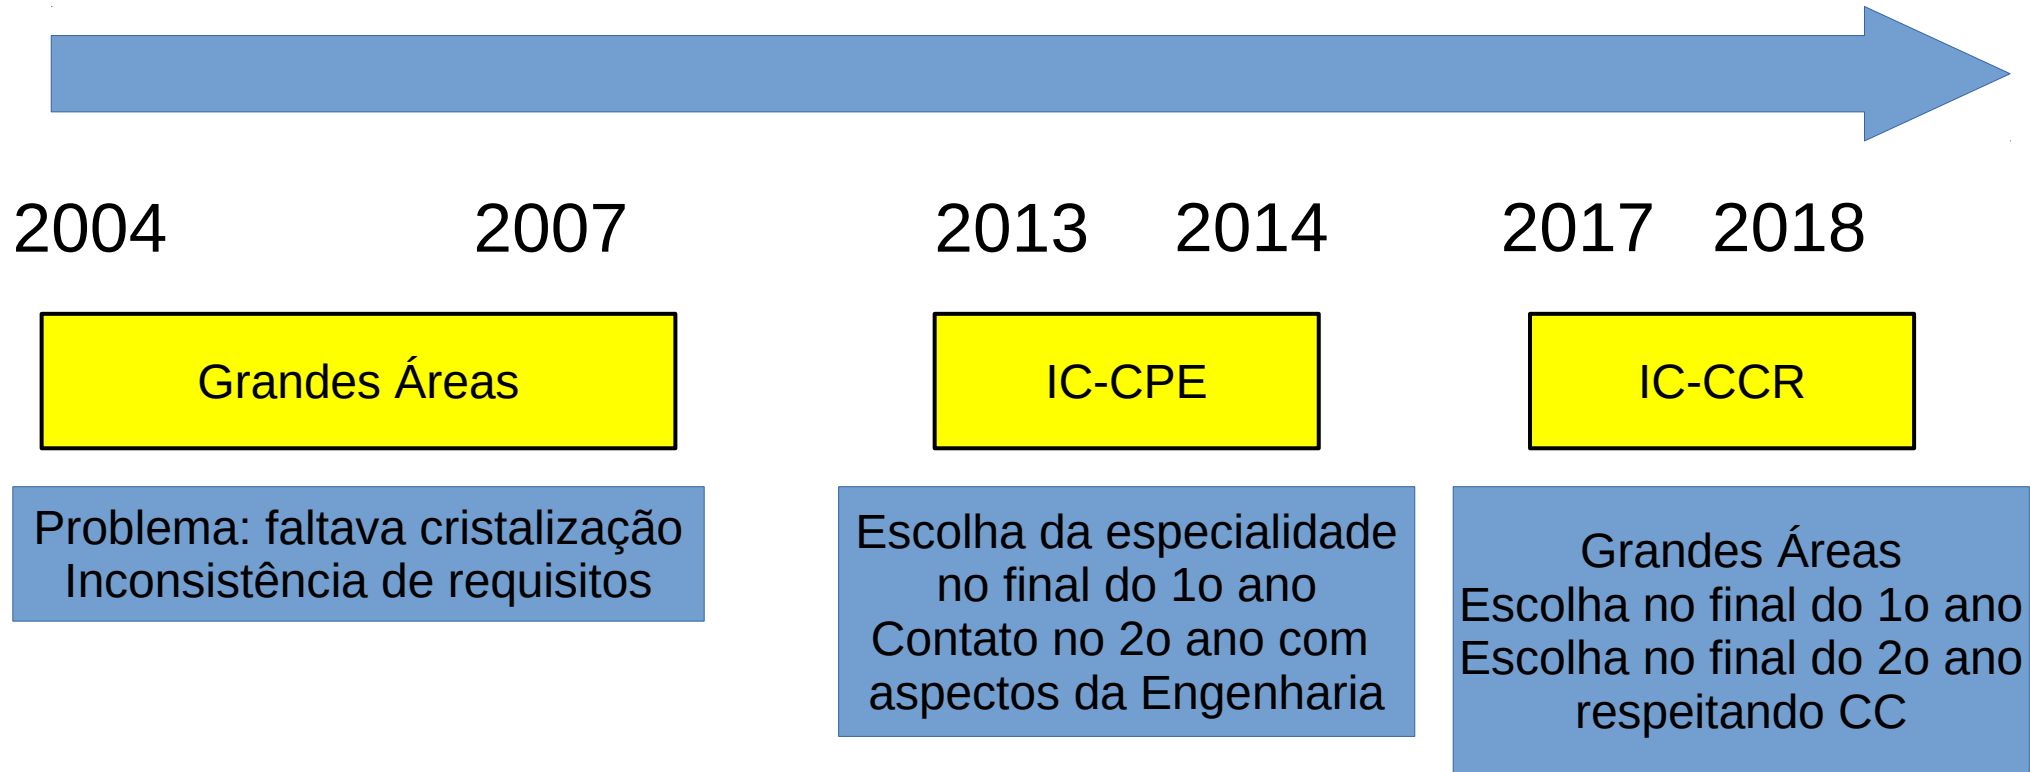 2004 2007 2013 2014 2017 2018
Grandes Áreas
IC-CPE
IC-CCR
Problema: faltava cristalização
Inconsistência de requisitos
Escolha da especialidade
no final do 1o ano
Contato no 2o ano com
aspectos da Engenharia
Grandes Áreas
Escolha no final do 1o ano
Escolha no final do 2o ano
respeitando CC